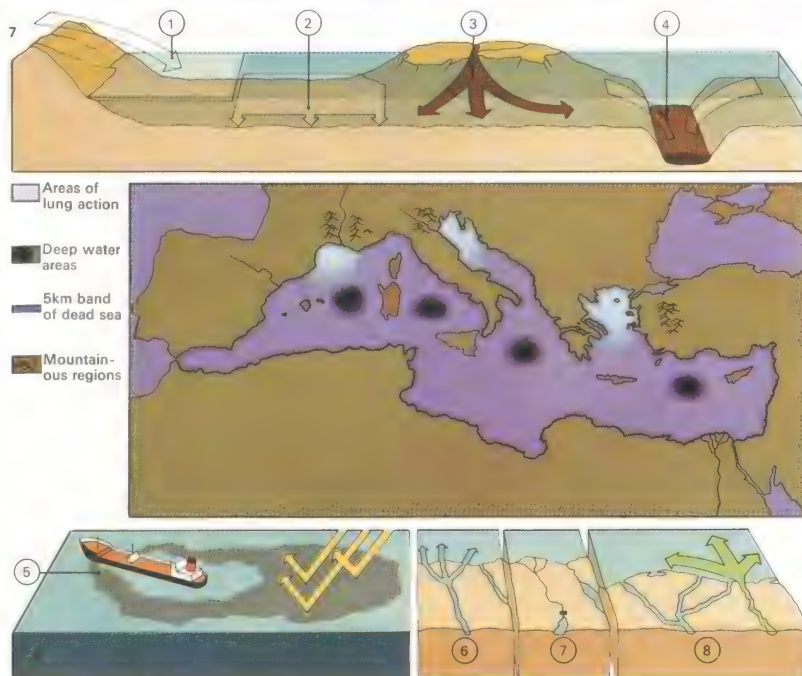 7
1
2
3
4
Areas of
lung action
Deep water
areas
5km band
of dead sea
Mountain-
ous regions
5
6
7
8